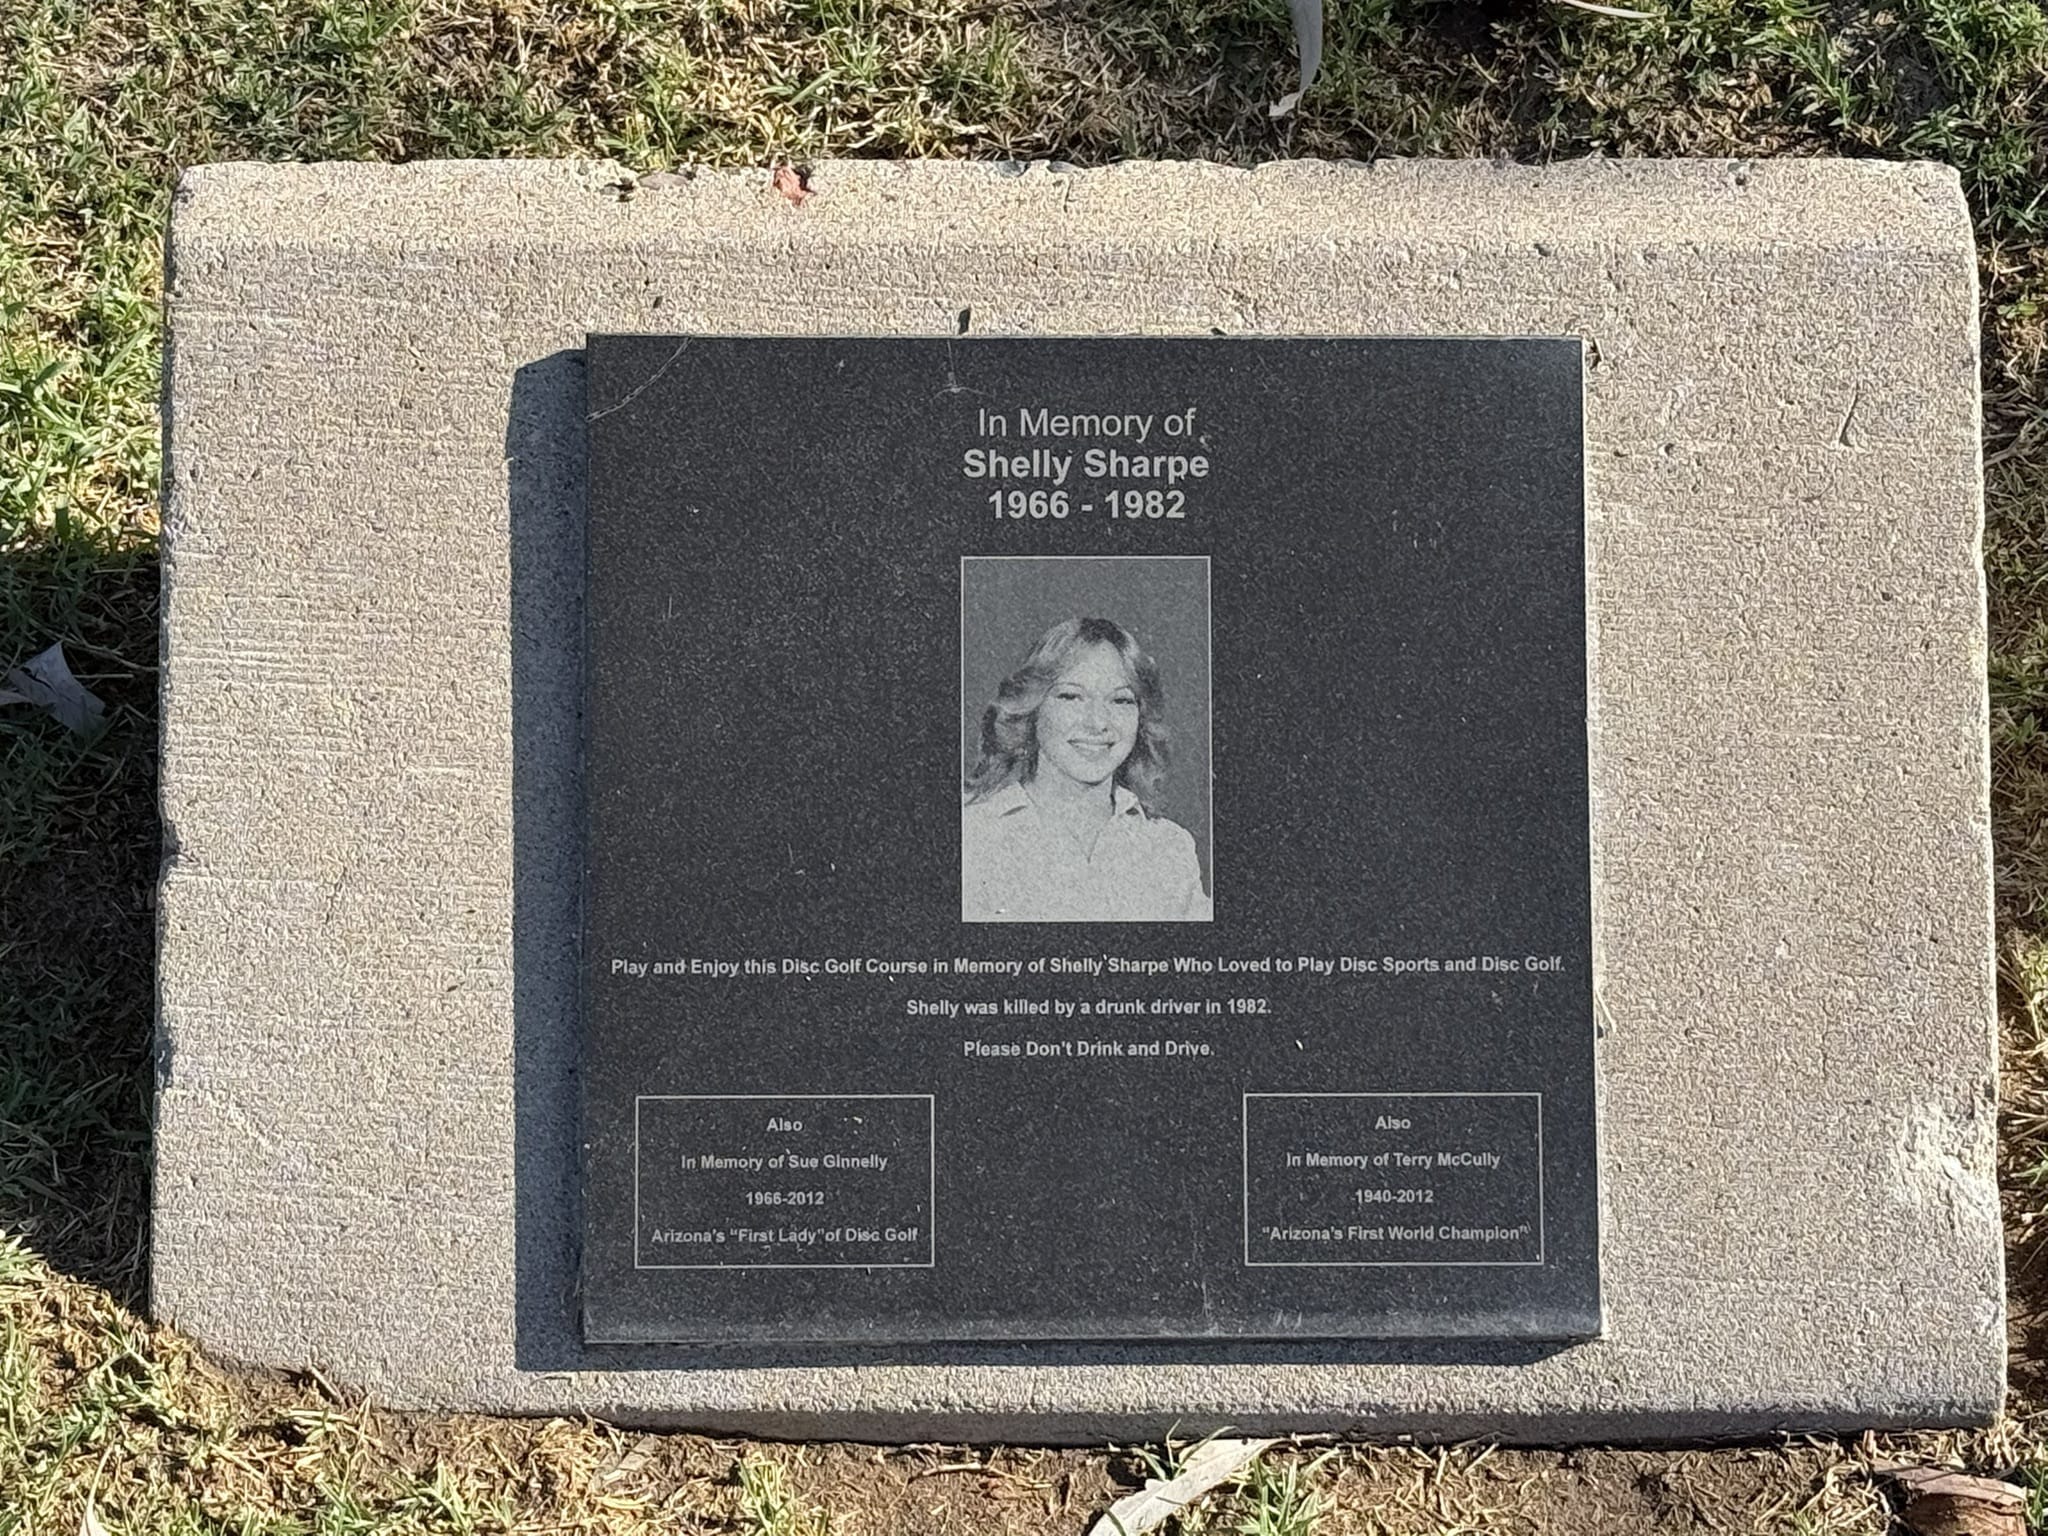 In Memory of
Shelly Sharpe
1966 - 1982
Play and Enjoy this Disc Golf Course in Memory of Shelly Sharpe Who Loved to Play Disc Sports and Disc Golf.
Shelly was killed by a drunk driver in 1982.
Please Don't Drink and Drive.
Also
In Memory of Sue Ginnelly
1966-2012
Arizona's "First Lady"of Disc Golf
Also
In Memory of Terry McCully
1940-2012
"Arizona's First World Champion"